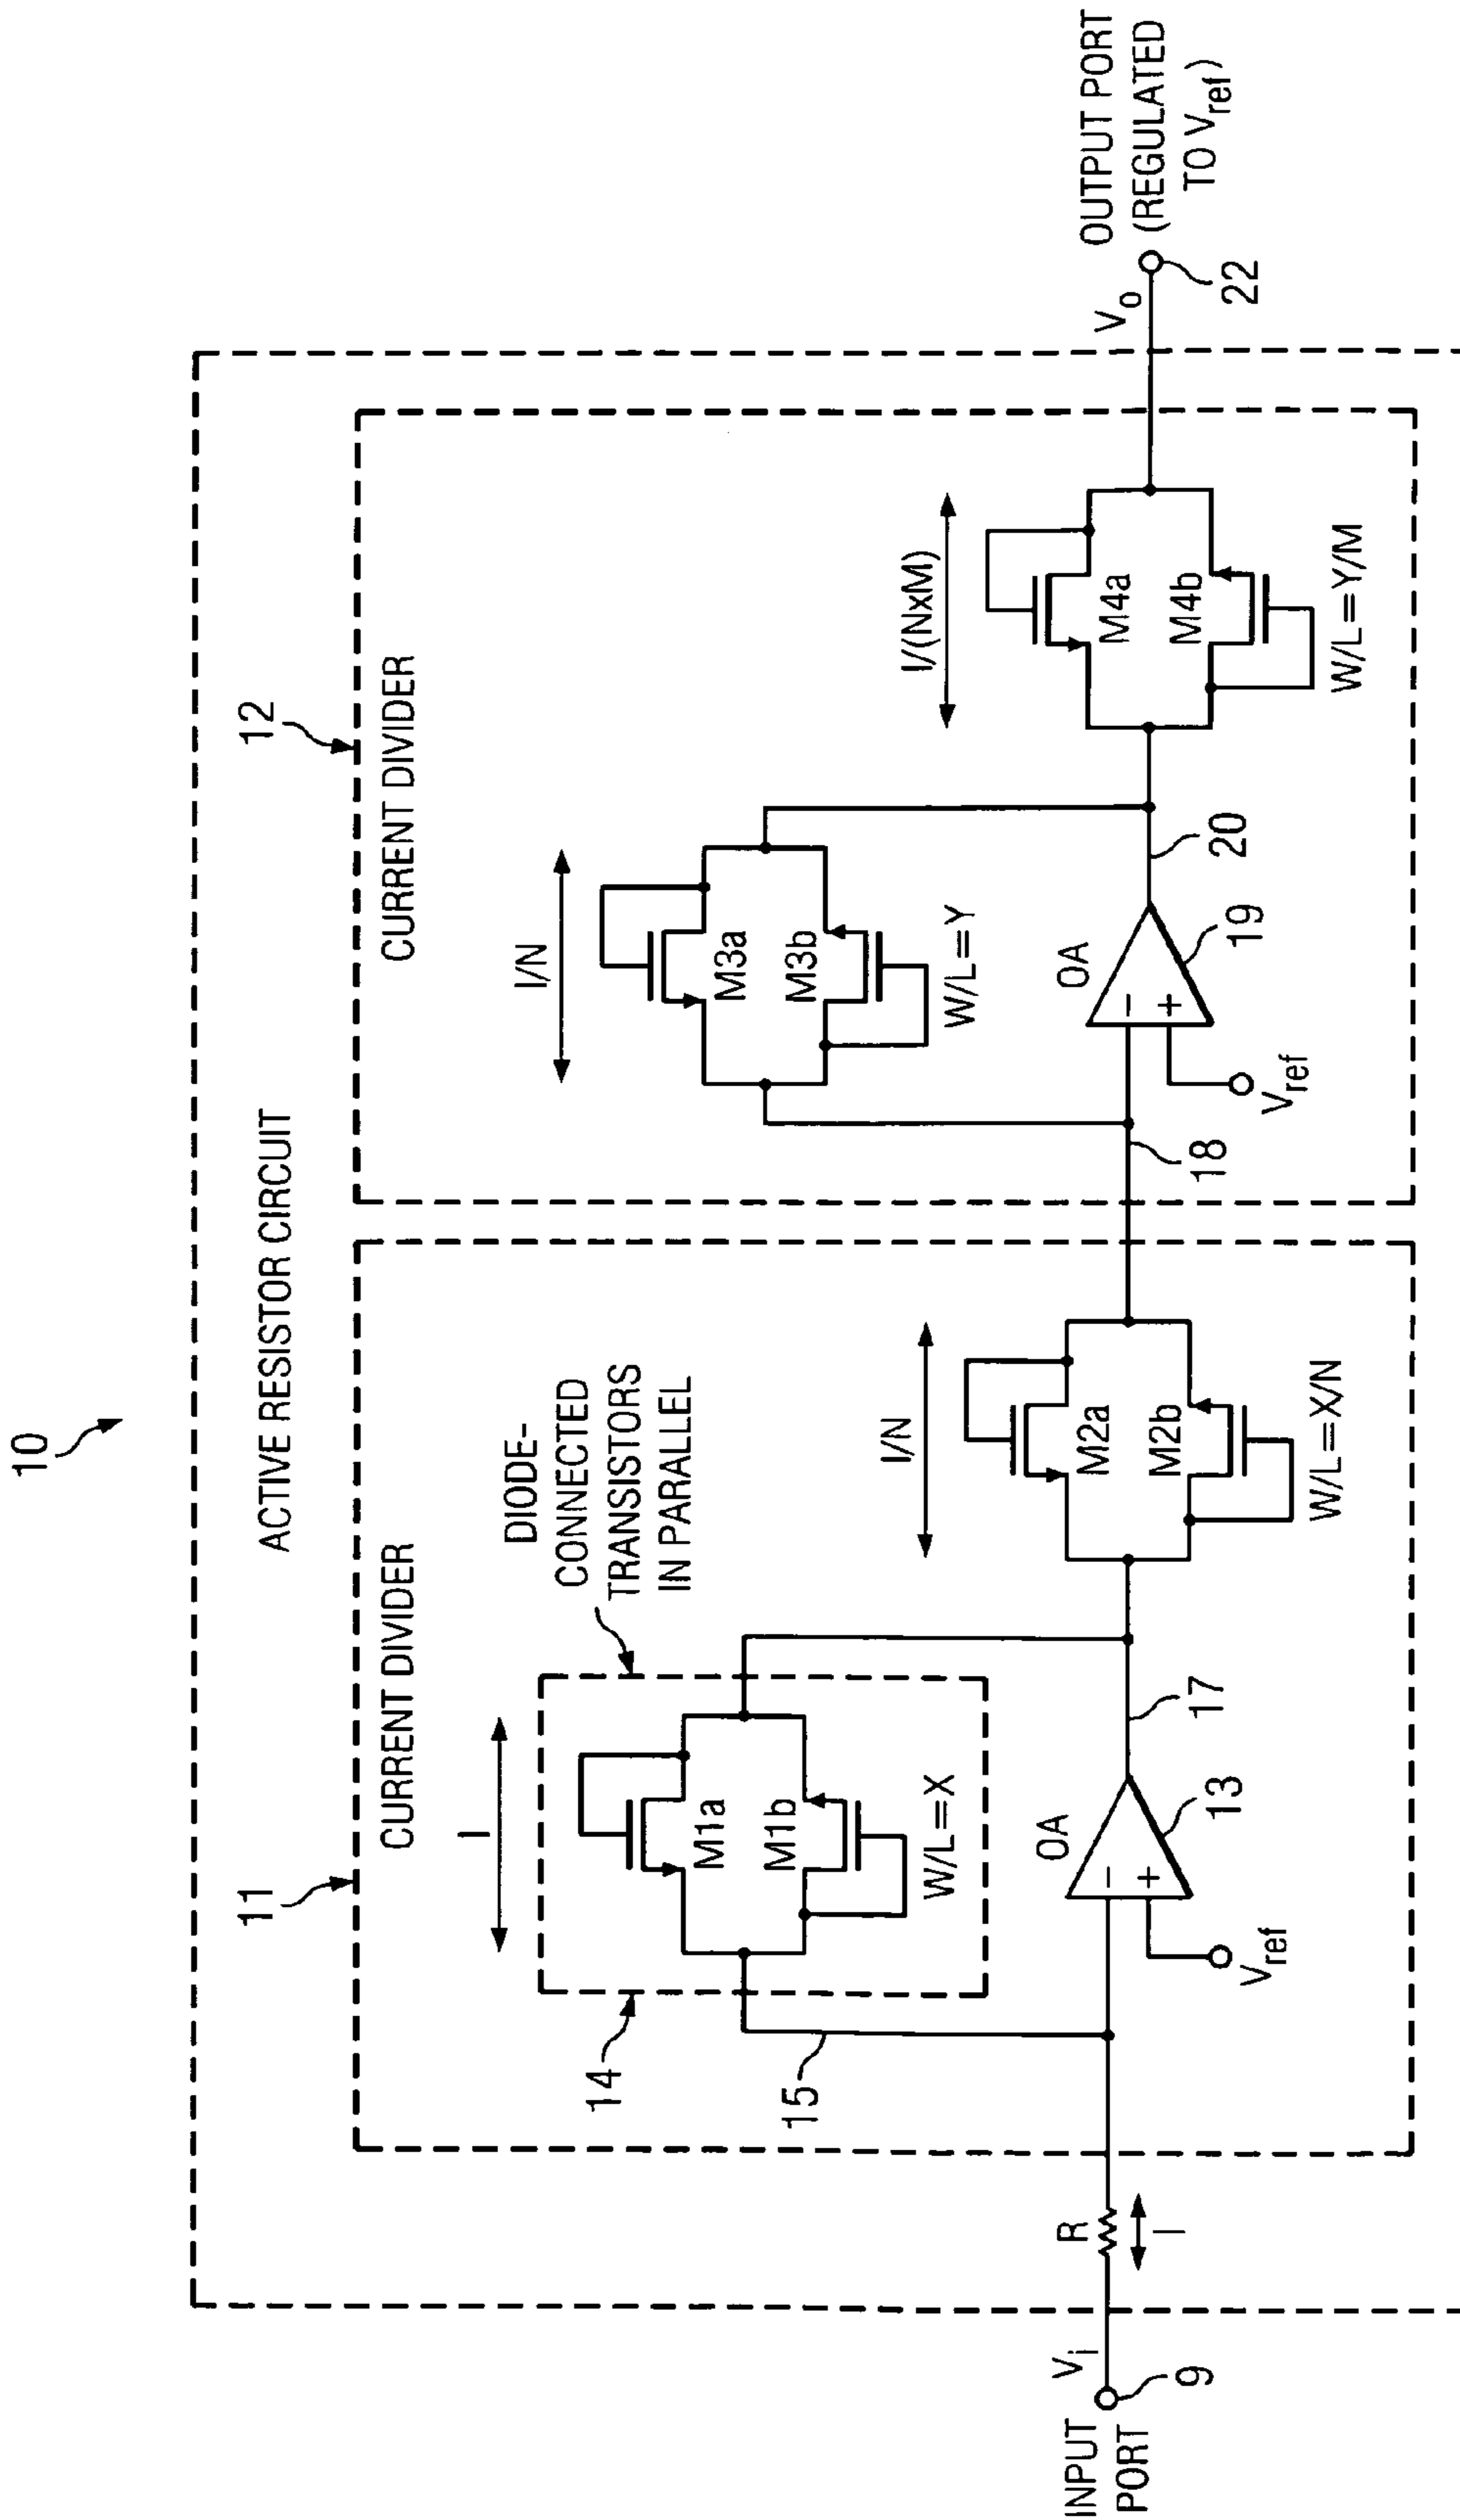 10
ACTIVE RESISTOR CIRCUIT
11
CURRENT DIVIDER
I
DIODE-
CONNECTED
TRANSISTORS
IN PARALLEL
14
M1a
M1b
W/L=X
15
OA
−
+
13
17
Vref
R
I
Vi
9
INPUT
PORT
I/N
M2a
M2b
W/L=X/N
12
CURRENT DIVIDER
I/N
M3a
M3b
W/L=Y
18
OA
−
+
19
20
Vref
I/(NxM)
M4a
M4b
W/L=Y/M
Vo
22
OUTPUT PORT
(REGULATED
TO Vref)